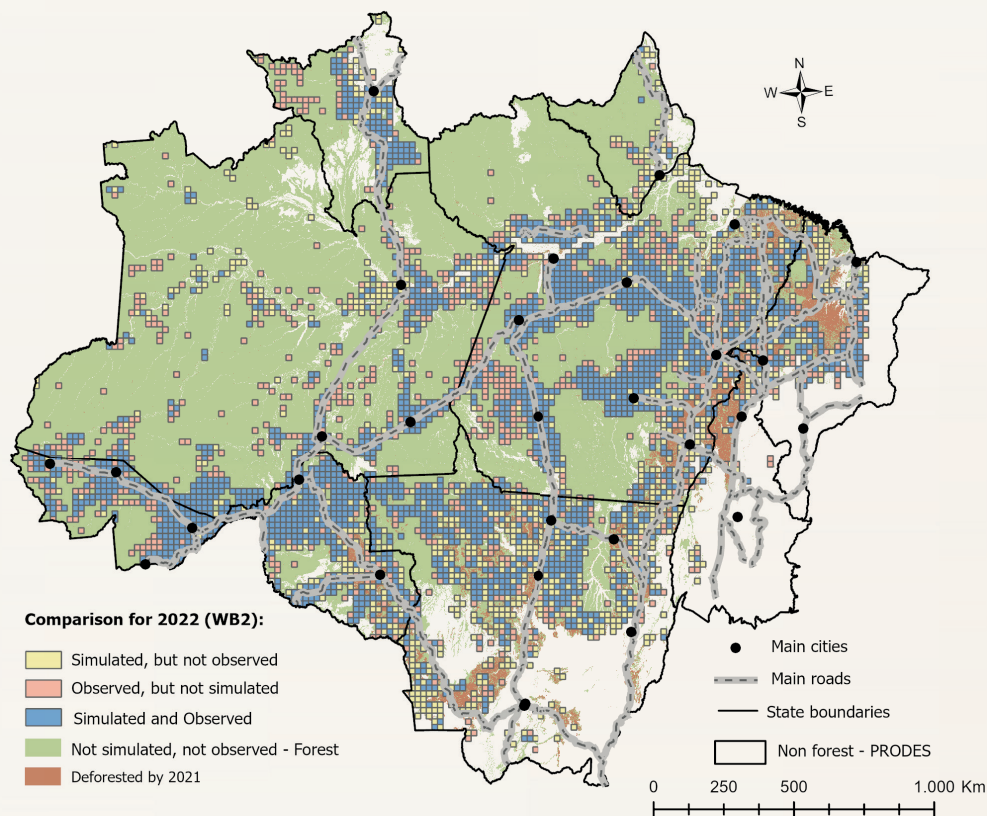 N
W E
S
Comparison for 2022 (WB2):
Simulated, but not observed
Observed, but not simulated
Simulated and Observed
Not simulated, not observed - Forest
Deforested by 2021
Main cities
Main roads
State boundaries
Non forest - PRODES
0 250 500 1.000 Km